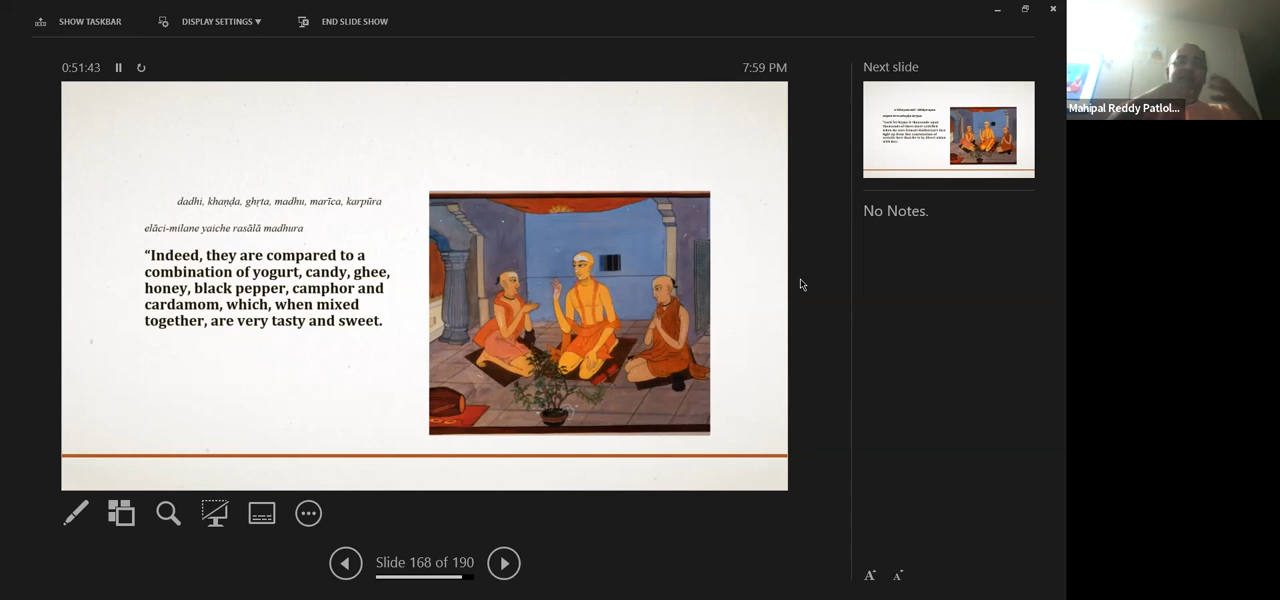 SHOW TASKBAR
DISPLAY SETTINGS ▼
END SLIDE SHOW
0:51:43
7:59 PM
Next slide
Mahipal Reddy Patlol...
dadhi, khaṇḍa, ghṛta, madhu, marīca, karpūra
elāci-milane yaiche rasālā madhura
“Indeed, they are compared to a
combination of yogurt, candy, ghee,
honey, black pepper, camphor and
cardamom, which, when mixed
together, are very tasty and sweet.
No Notes.
Slide 168 of 190
A A